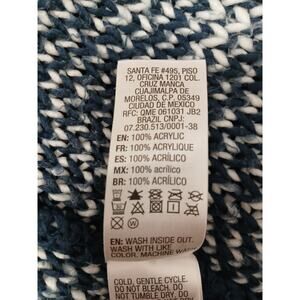 SANTA FE #495, PISO
12, OFICINA 1201 COL.
CRUZ MANCA
CUAJIMALPA DE
MORELOS, C.P. 05349
CIUDAD DE MEXICO
RFC: QME 061031 JB2
BRAZIL CNPJ:
07.230.513/0001-38
EN: 100% ACRYLIC
FR: 100% ACRYLIQUE
ES: 100% ACRÍLICO
MX: 100% acrílico
BR: 100% ACRÍLICO
EN: WASH INSIDE OUT.
WASH WITH LIKE
COLOR. MACHINE WASH
COLD, GENTLE CYCLE.
DO NOT BLEACH. DO
NOT TUMBLE DRY. DO